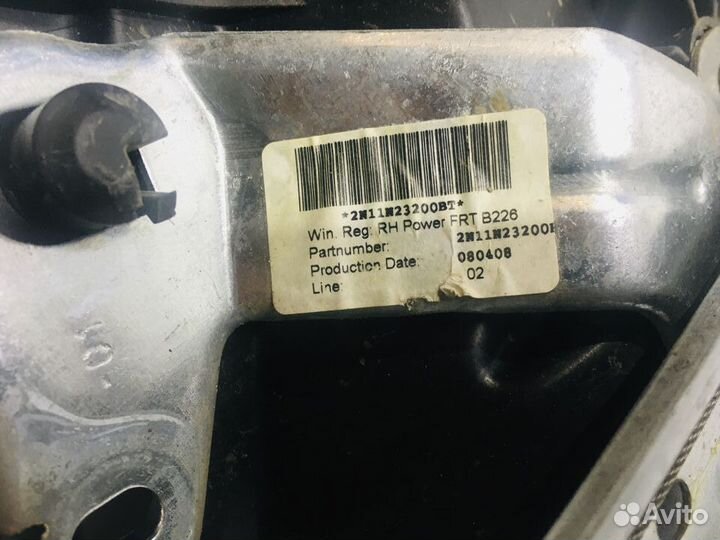 *2N11N23200BT*
Win. Reg: RH Power FRT B226
Partnumber: 2N11N23200
Production Date: 080408
Line: 02
Avito